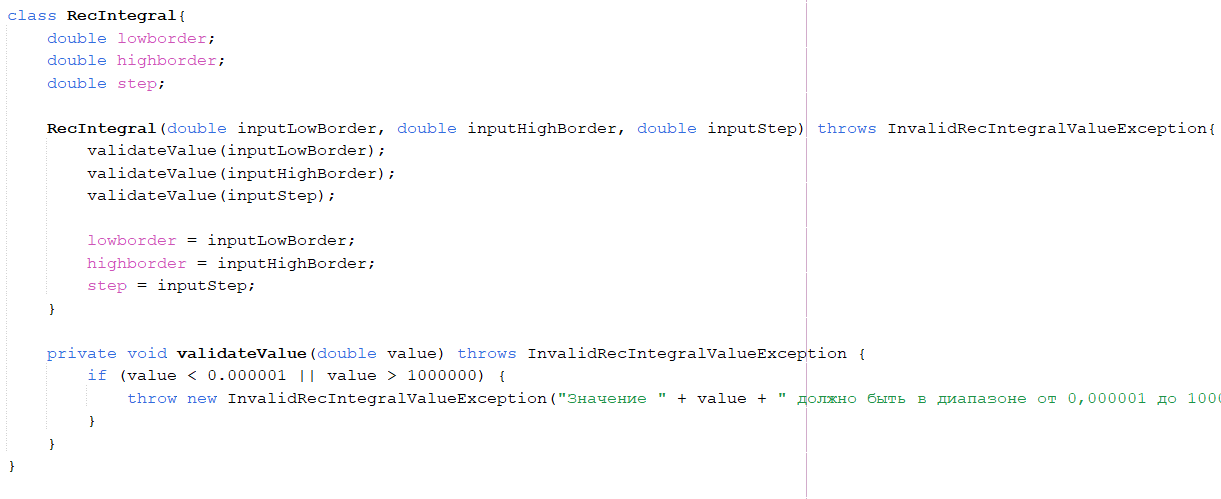 class RecIntegral{
    double lowborder;
    double highborder;
    double step;

    RecIntegral(double inputLowBorder, double inputHighBorder, double inputStep) throws InvalidRecIntegralValueException{
        validateValue(inputLowBorder);
        validateValue(inputHighBorder);
        validateValue(inputStep);

        lowborder = inputLowBorder;
        highborder = inputHighBorder;
        step = inputStep;
    }

    private void validateValue(double value) throws InvalidRecIntegralValueException {
        if (value < 0.000001 || value > 1000000) {
            throw new InvalidRecIntegralValueException("Значение " + value + " должно быть в диапазоне от 0,000001 до
        }
    }
}